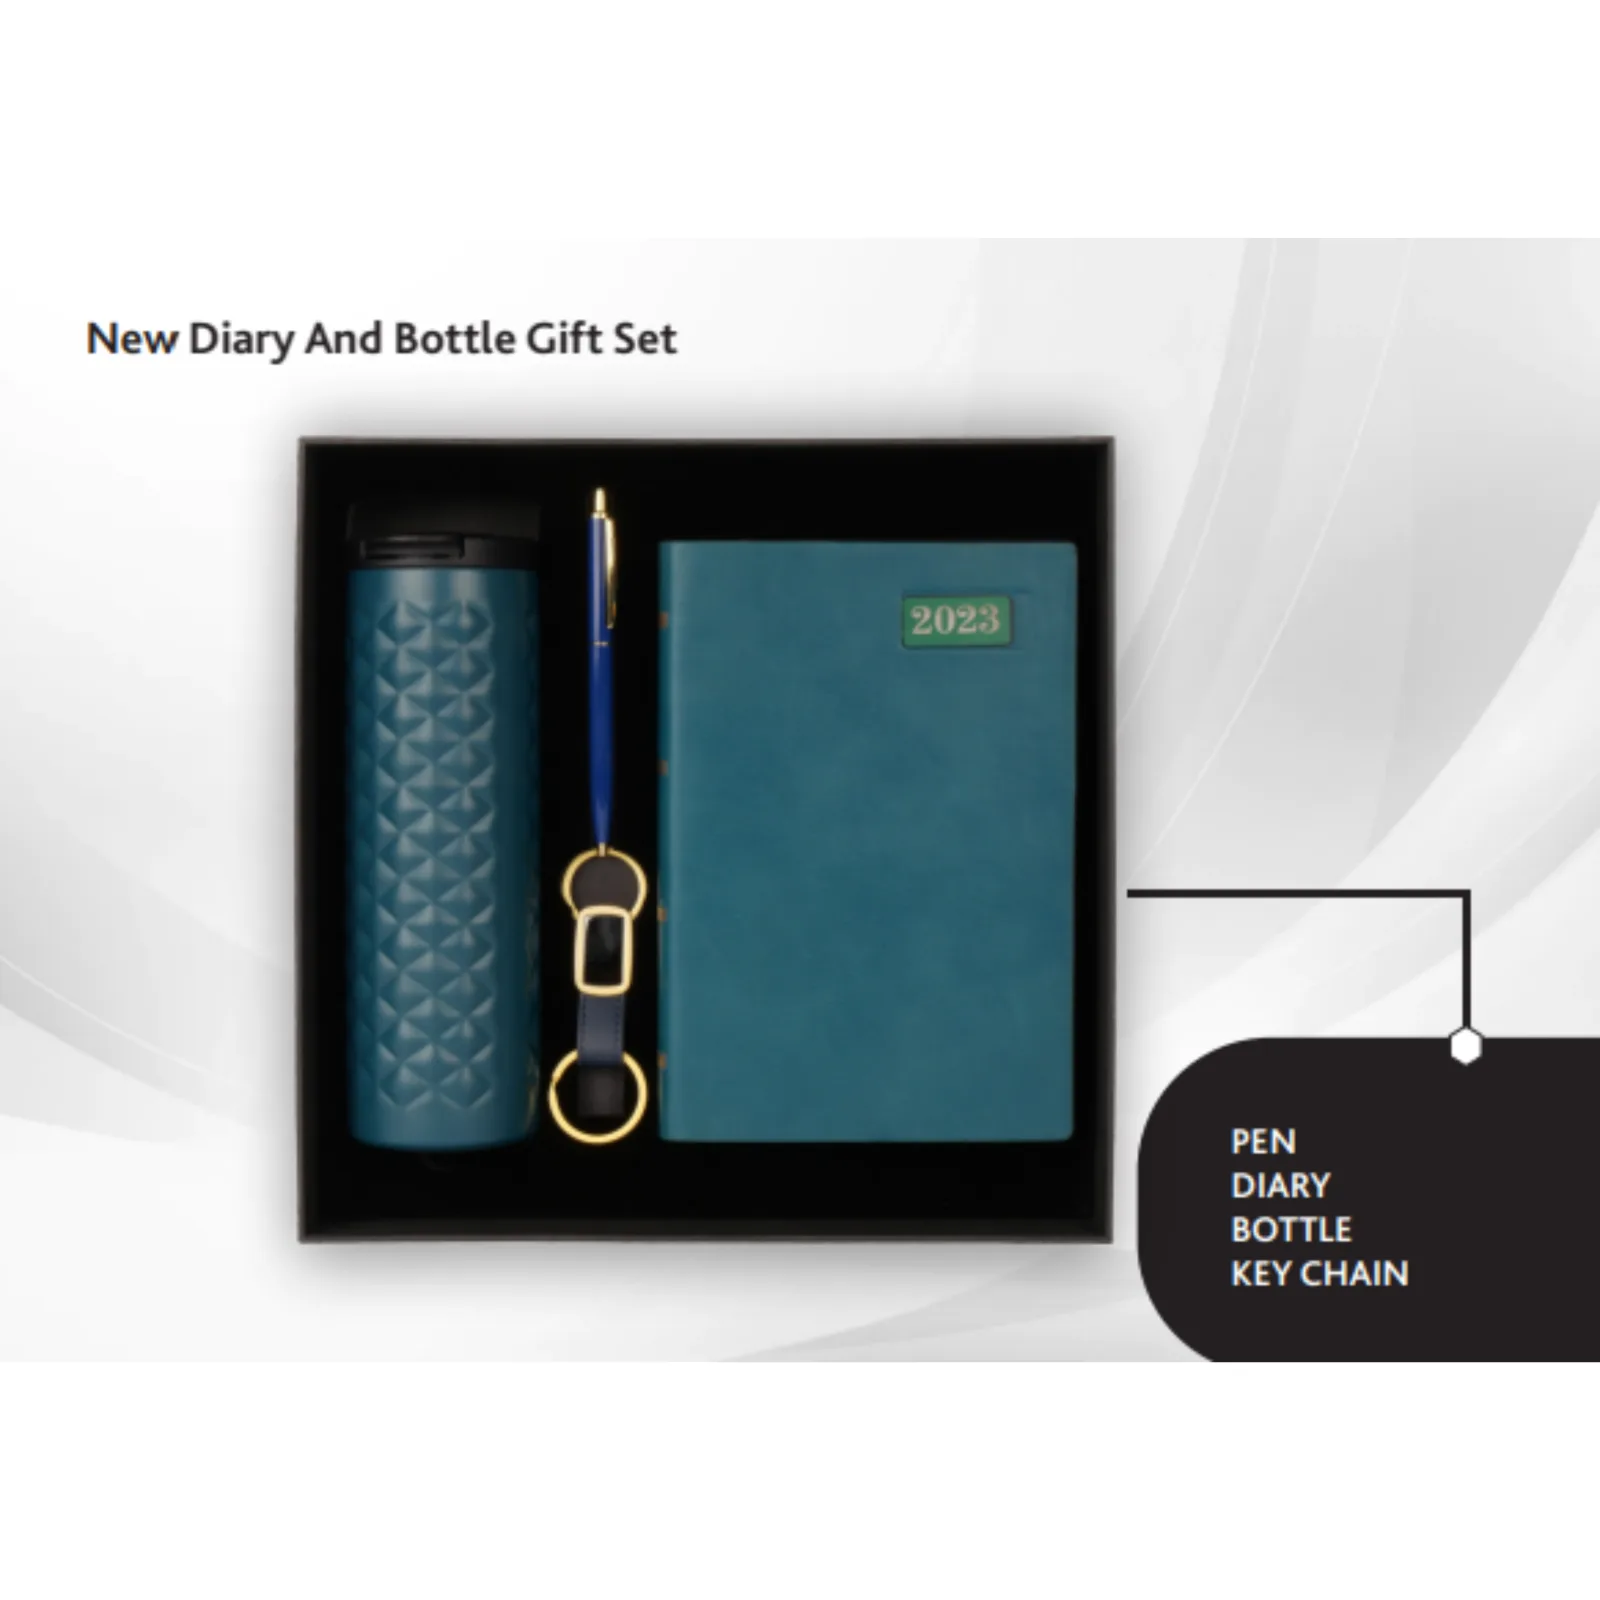 New Diary And Bottle Gift Set
2023
PEN
DIARY
BOTTLE
KEY CHAIN